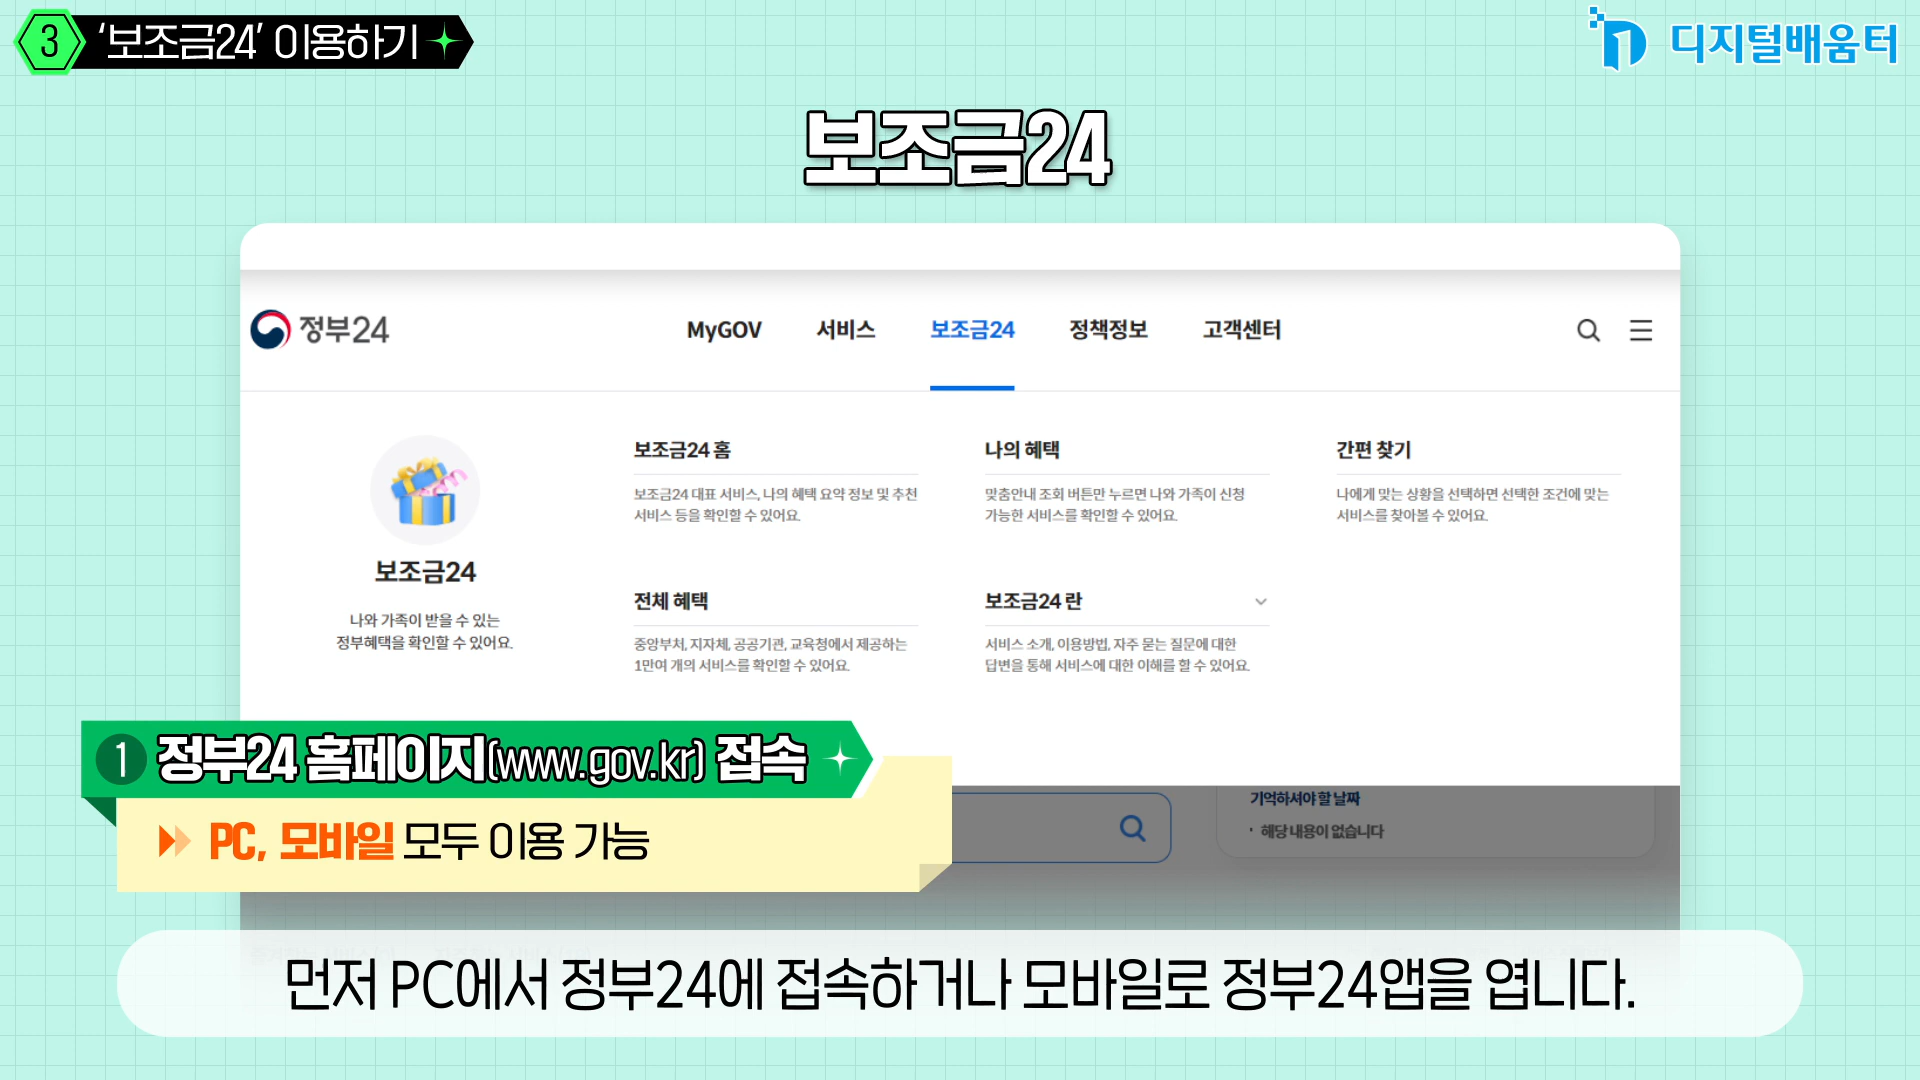 3 ‘보조금24’ 이용하기
디지털배움터
보조금24
정부24
MyGOV 서비스 보조금24 정책정보 고객센터
보조금24
나와 가족이 받을 수 있는
정부혜택을 확인할 수 있어요.
보조금24 홈
보조금24 대표 서비스, 나의 혜택 요약 정보 및 추천
서비스 등을 확인할 수 있어요.
나의 혜택
맞춤안내 조회 버튼만 누르면 나와 가족이 신청
가능한 서비스를 확인할 수 있어요.
간편 찾기
나에게 맞는 상황을 선택하면 선택한 조건에 맞는
서비스를 찾아볼 수 있어요.
전체 혜택
중앙부처, 지자체, 공공기관, 교육청에서 제공하는
1만여 개의 서비스를 확인할 수 있어요.
보조금24 란
서비스 소개, 이용방법, 자주 묻는 질문에 대한
답변을 통해 서비스에 대한 이해를 할 수 있어요.
1 정부24 홈페이지(www.gov.kr) 접속
PC, 모바일 모두 이용 가능
기억하셔야 할 날짜
· 해당 내용이 없습니다
먼저 PC에서 정부24에 접속하거나 모바일로 정부24앱을 엽니다.